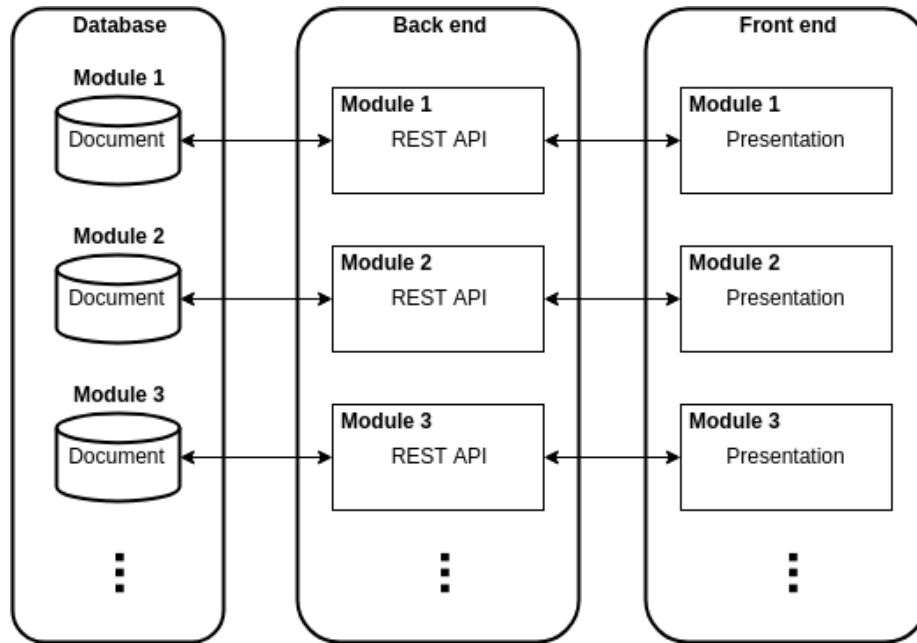 Database
Module 1
Document
Module 2
Document
Module 3
Document
Back end
Module 1
REST API
Module 2
REST API
Module 3
REST API
Front end
Module 1
Presentation
Module 2
Presentation
Module 3
Presentation